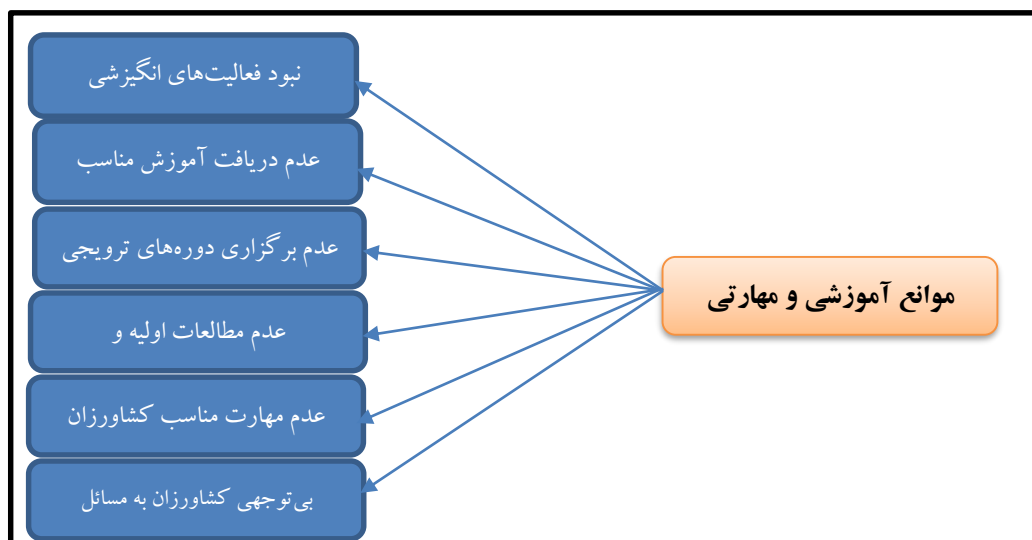 موانع آموزشی و مهارتی
نبود فعالیت‌های انگیزشی
عدم دریافت آموزش مناسب
عدم برگزاری دوره‌های ترویجی
عدم مطالعات اولیه و
عدم مهارت مناسب کشاورزان
بی‌توجهی کشاورزان به مسائل